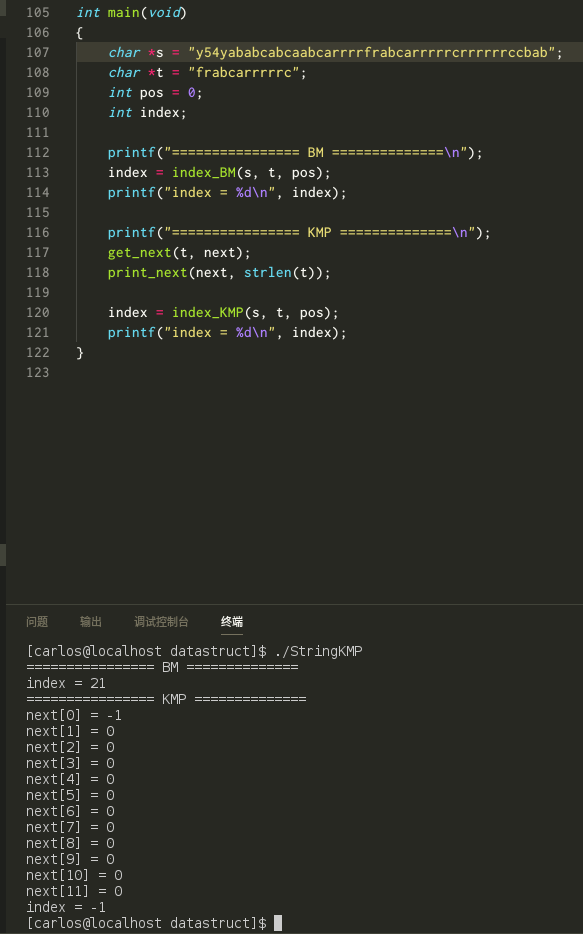 105 int main(void)
106 {
107 char *s = "y54yababcabcaabcarrrrfrabcarrrrrcrrrrrrccbab";
108 char *t = "frabcarrrrrc";
109 int pos = 0;
110 int index;
111
112 printf("================ BM ==============\n");
113 index = index_BM(s, t, pos);
114 printf("index = %d\n", index);
115
116 printf("================ KMP ==============\n");
117 get_next(t, next);
118 print_next(next, strlen(t));
119
120 index = index_KMP(s, t, pos);
121 printf("index = %d\n", index);
122 }
123
问题 输出 调试控制台 终端
[carlos@localhost datastruct]$ ./StringKMP
================ BM ==============
index = 21
================ KMP ==============
next[0] = -1
next[1] = 0
next[2] = 0
next[3] = 0
next[4] = 0
next[5] = 0
next[6] = 0
next[7] = 0
next[8] = 0
next[9] = 0
next[10] = 0
next[11] = 0
index = -1
[carlos@localhost datastruct]$